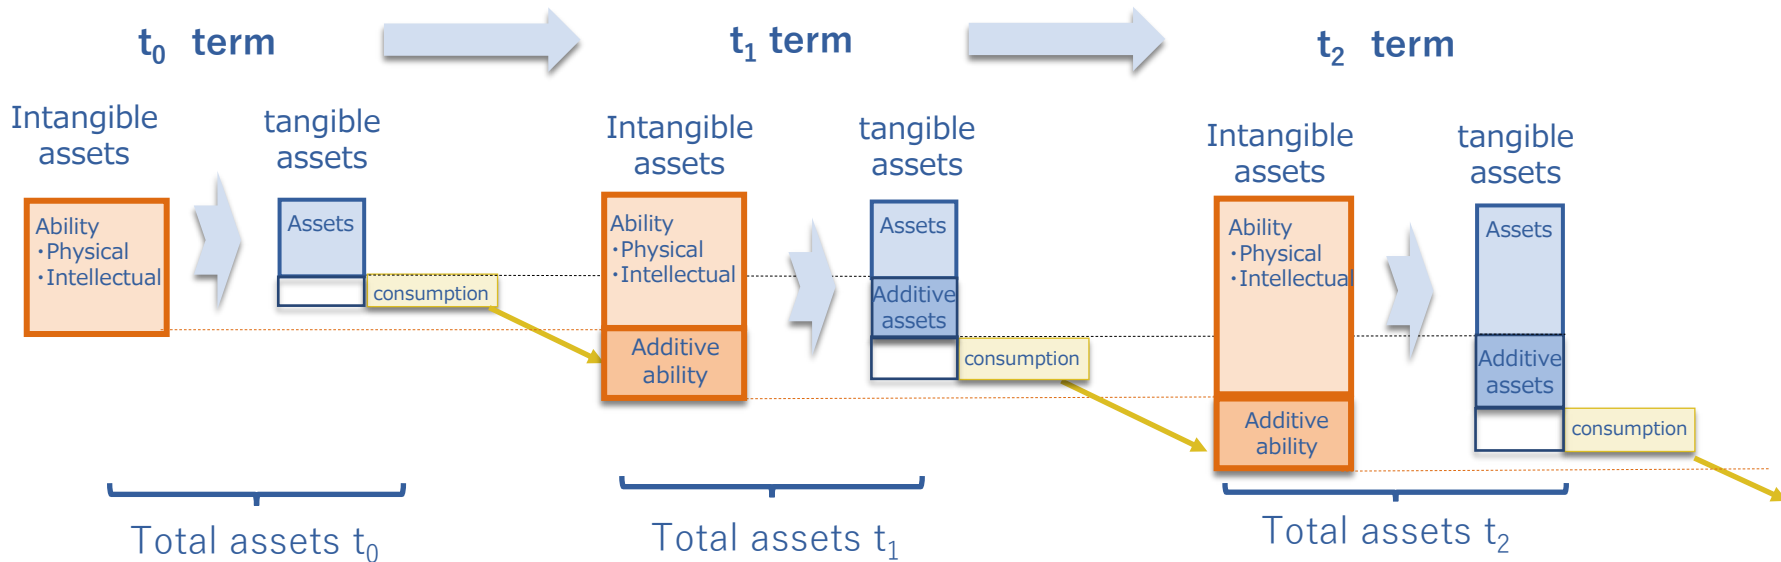 t₀ term
t₁ term
t₂ term
Intangible
assets
tangible
assets
Intangible
assets
tangible
assets
Intangible
assets
tangible
assets
Ability
・Physical
・Intellectual
Assets
consumption
Ability
・Physical
・Intellectual
Additive
ability
Assets
Additive
assets
consumption
Ability
・Physical
・Intellectual
Additive
ability
Assets
Additive
assets
consumption
Total assets t₀
Total assets t₁
Total assets t₂